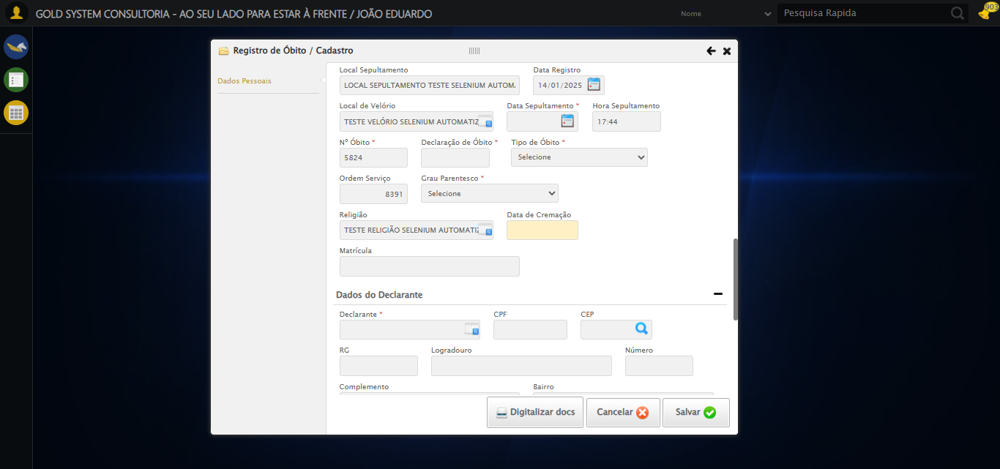 GOLD SYSTEM CONSULTORIA - AO SEU LADO PARA ESTAR À FRENTE / JOÃO EDUARDO
Nome
Pesquisa Rapida
903
Registro de Óbito / Cadastro
Dados Pessoais
Local Sepultamento
Data Registro
LOCAL SEPULTAMENTO TESTE SELENIUM AUTOMA
14/01/2025
Local de Velório
Data Sepultamento *
Hora Sepultamento
TESTE VELÓRIO SELENIUM AUTOMATIZ
17:44
Nº Óbito *
Declaração de Óbito *
Tipo de Óbito *
5824
Selecione
Ordem Serviço
Grau Parentesco *
8391
Selecione
Religião
Data de Cremação
TESTE RELIGIÃO SELENIUM AUTOMATIZ
Matrícula
Dados do Declarante
Declarante *
CPF
CEP
RG
Logradouro
Número
Complemento
Bairro
Digitalizar docs
Cancelar
Salvar